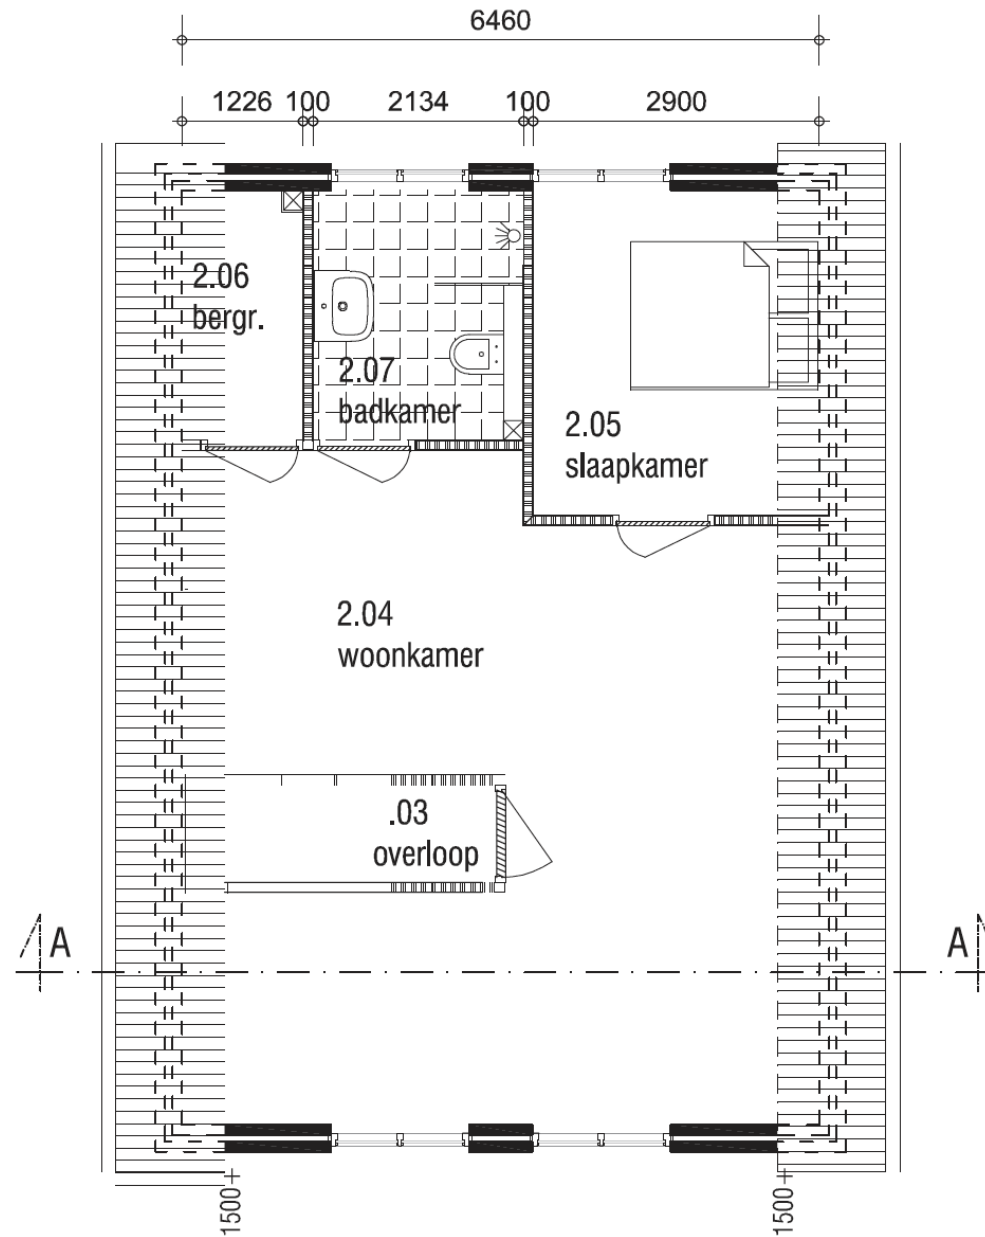 6460
1226 100 2134 100 2900
2.06
bergr.
2.07
badkamer
2.05
slaapkamer
2.04
woonkamer
.03
overloop
A A
1500+ 1500+